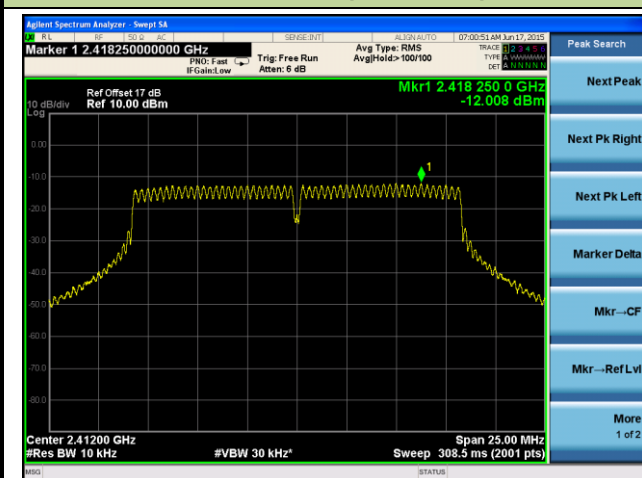 Agilent Spectrum Analyzer - Swept SA
RL RF 50 Ω AC SENSE:INT ALIGN AUTO 07:00:51 AM Jun 17, 2015
Marker 1 2.418250000000 GHz
PNO: Fast
IFGain:Low
Trig: Free Run
Atten: 6 dB
Avg Type: RMS
Avg|Hold:>100/100
TRACE 1 2 3 4 5 6
TYPE A WWWWW
DET A N N N N N
Peak Search
Mkr1 2.418 250 0 GHz
-12.008 dBm
Ref Offset 17 dB
10 dB/div Ref 10.00 dBm
Log
1
0.00
-10.0
-20.0
-30.0
-40.0
-50.0
-60.0
-70.0
-80.0
Next Peak
Next Pk Right
Next Pk Left
Marker Delta
Mkr→CF
Mkr→RefLvl
More
1 of 2
Center 2.41200 GHz Span 25.00 MHz
#Res BW 10 kHz #VBW 30 kHz* Sweep 308.5 ms (2001 pts)
MSG STATUS